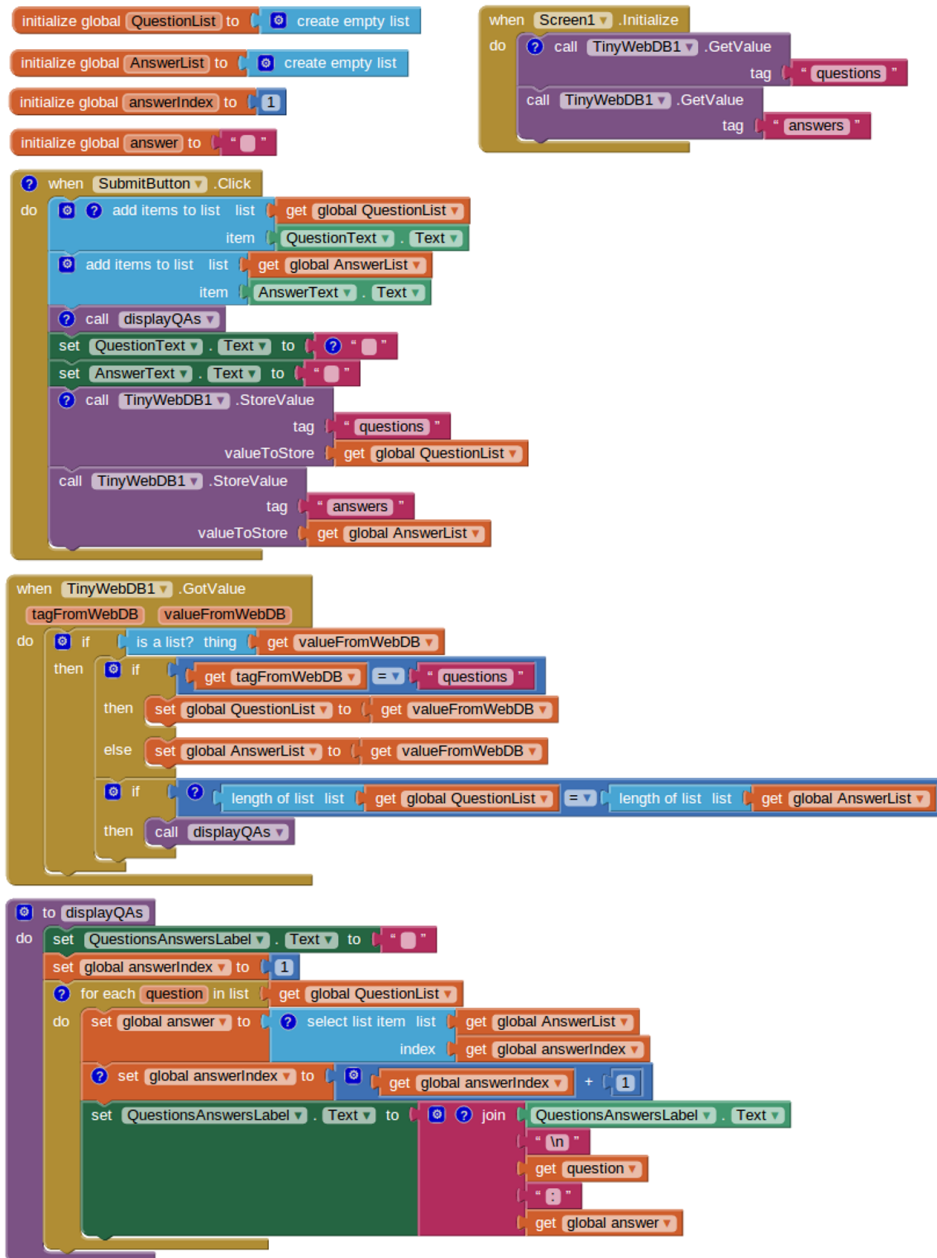 initialize global QuestionList to create empty list
initialize global AnswerList to create empty list
initialize global answerIndex to 1
initialize global answer to “ ”
when Screen1 .Initialize
do ? call TinyWebDB1 .GetValue
tag “ questions ”
call TinyWebDB1 .GetValue
tag “ answers ”
? when SubmitButton .Click
do ? add items to list list get global QuestionList
item QuestionText . Text
add items to list list get global AnswerList
item AnswerText . Text
? call displayQAs
set QuestionText . Text to ? “ ”
set AnswerText . Text to “ ”
? call TinyWebDB1 .StoreValue
tag “ questions ”
valueToStore get global QuestionList
call TinyWebDB1 .StoreValue
tag “ answers ”
valueToStore get global AnswerList
when TinyWebDB1 .GotValue
tagFromWebDB valueFromWebDB
do if is a list? thing get valueFromWebDB
then if get tagFromWebDB = “ questions ”
then set global QuestionList to get valueFromWebDB
else set global AnswerList to get valueFromWebDB
if ? length of list list get global QuestionList = length of list list get global AnswerList
then call displayQAs
to displayQAs
do set QuestionsAnswersLabel . Text to “ ”
set global answerIndex to 1
? for each question in list get global QuestionList
do set global answer to ? select list item list get global AnswerList
index get global answerIndex
? set global answerIndex to get global answerIndex + 1
set QuestionsAnswersLabel . Text to ? join QuestionsAnswersLabel . Text
“ \n ”
get question
“ : ”
get global answer